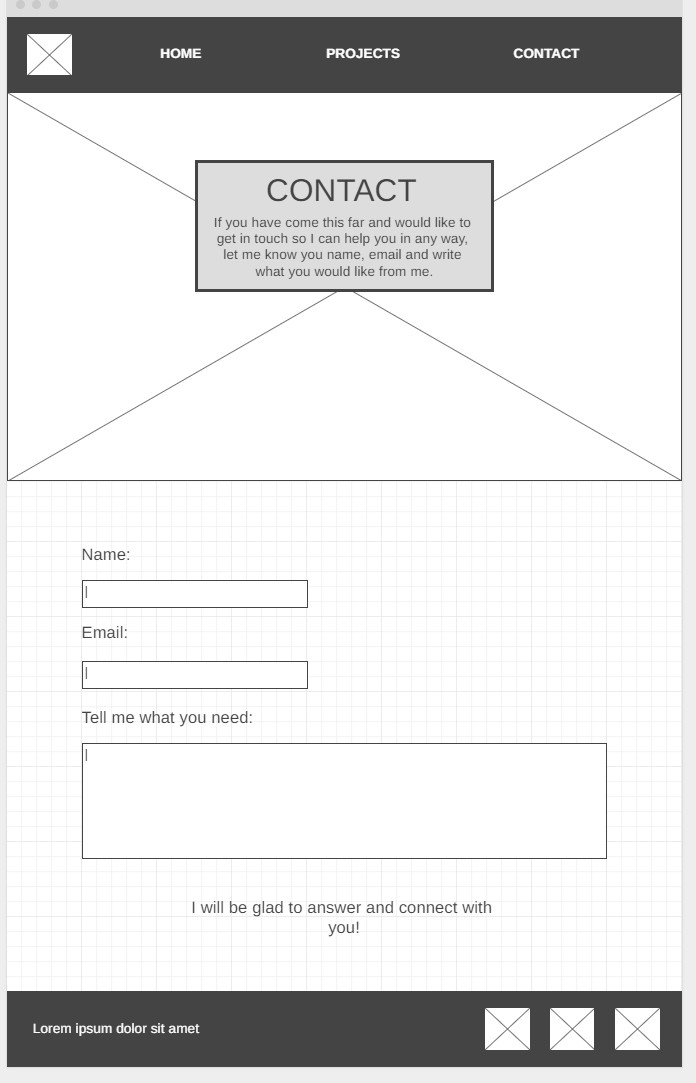 HOME PROJECTS CONTACT
CONTACT
If you have come this far and would like to
get in touch so I can help you in any way,
let me know you name, email and write
what you would like from me.
Name:
Email:
Tell me what you need:
I will be glad to answer and connect with
you!
Lorem ipsum dolor sit amet